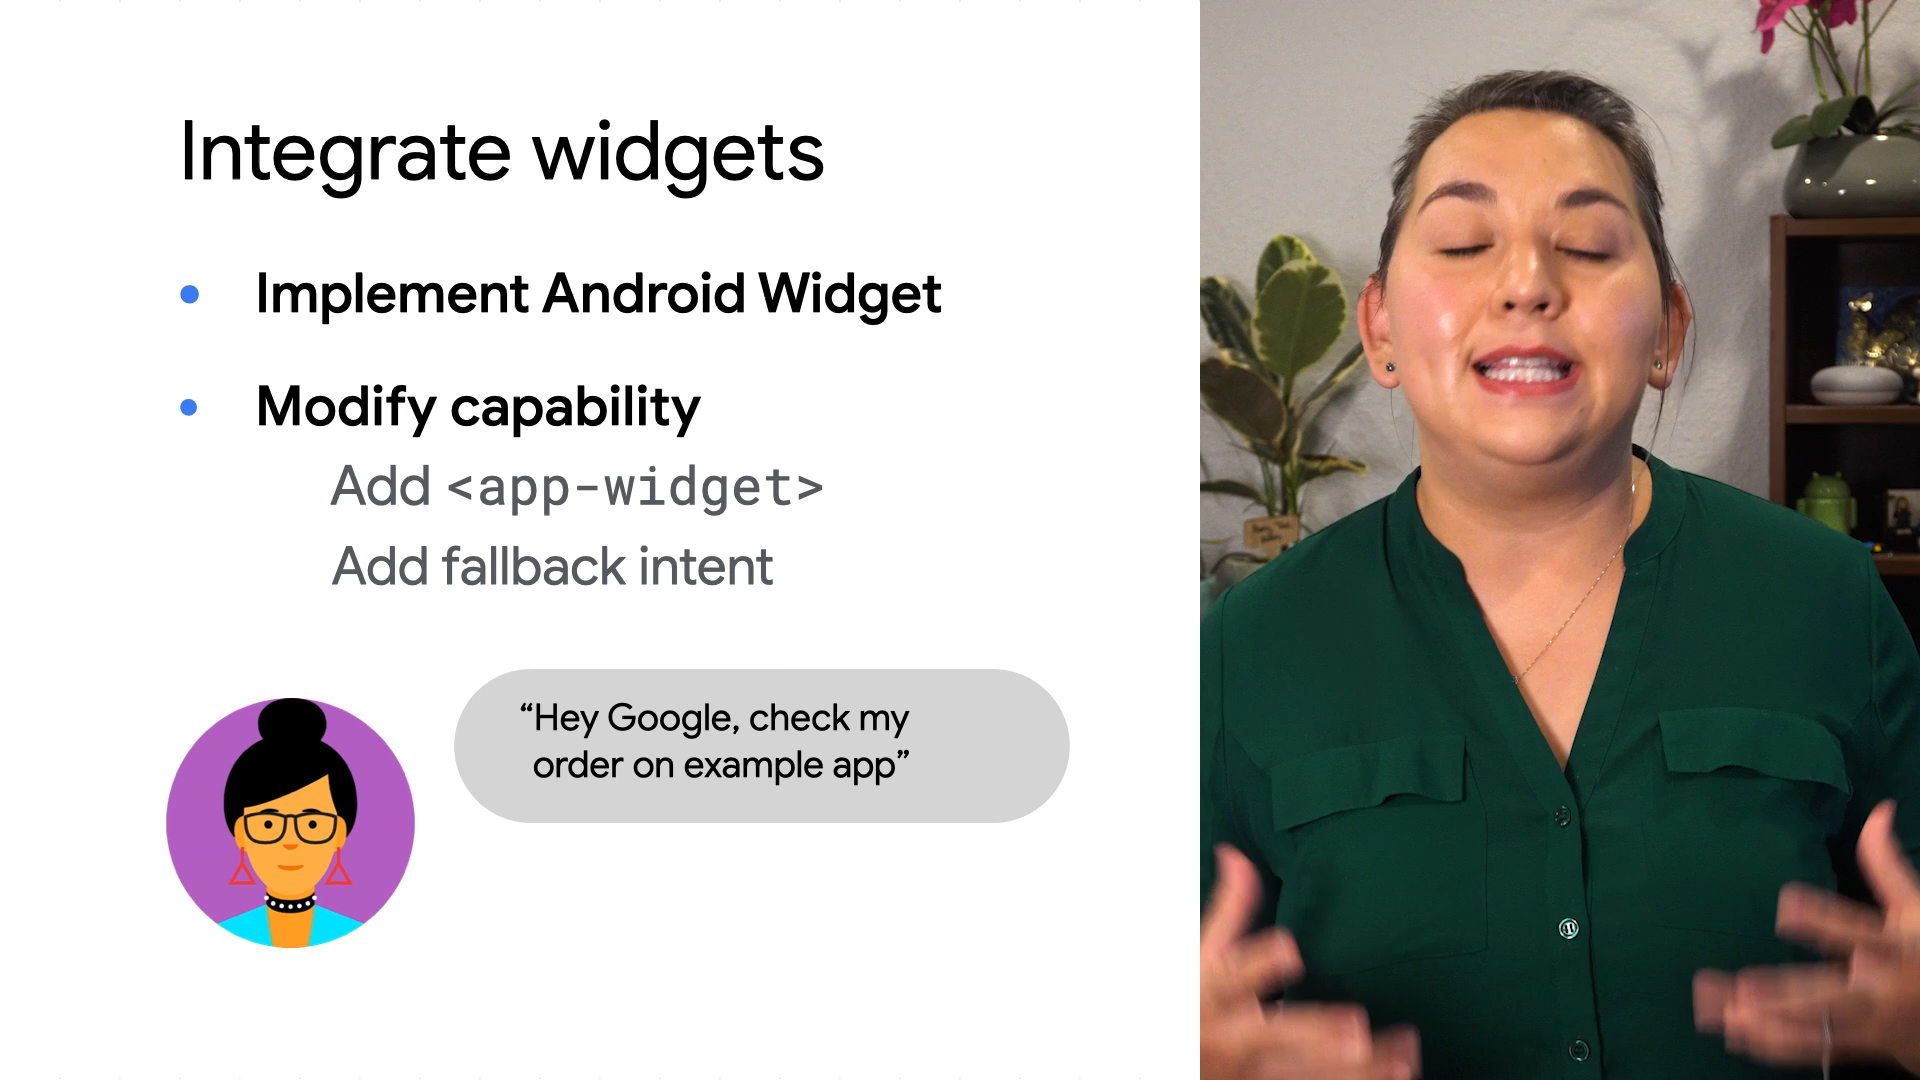 Integrate widgets
Implement Android Widget
Modify capability
Add <app-widget>
Add fallback intent
“Hey Google, check my
order on example app”